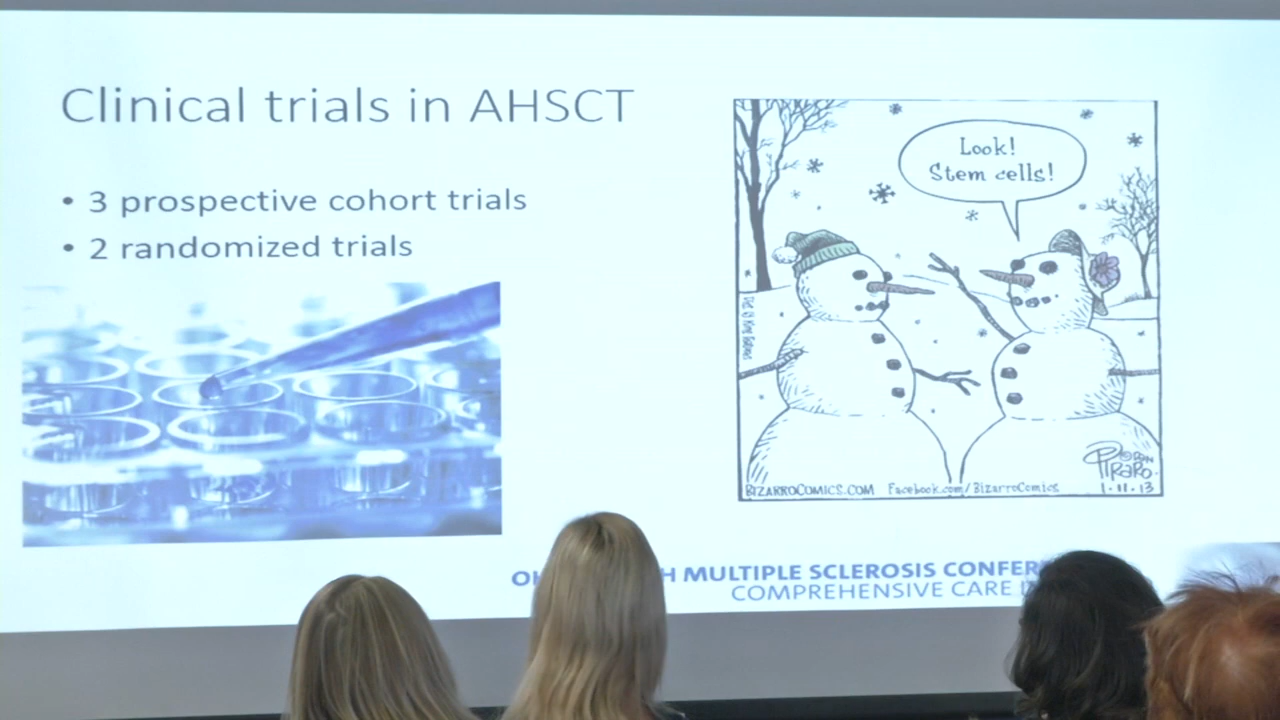 Clinical trials in AHSCT
• 3 prospective cohort trials
• 2 randomized trials
Look!
Stem cells!
PIRARO
1·11·13
BIZARROCOMICS.COM Facebook.com/BizarroComics
MULTIPLE SCLEROSIS
COMPREHENSIVE CARE